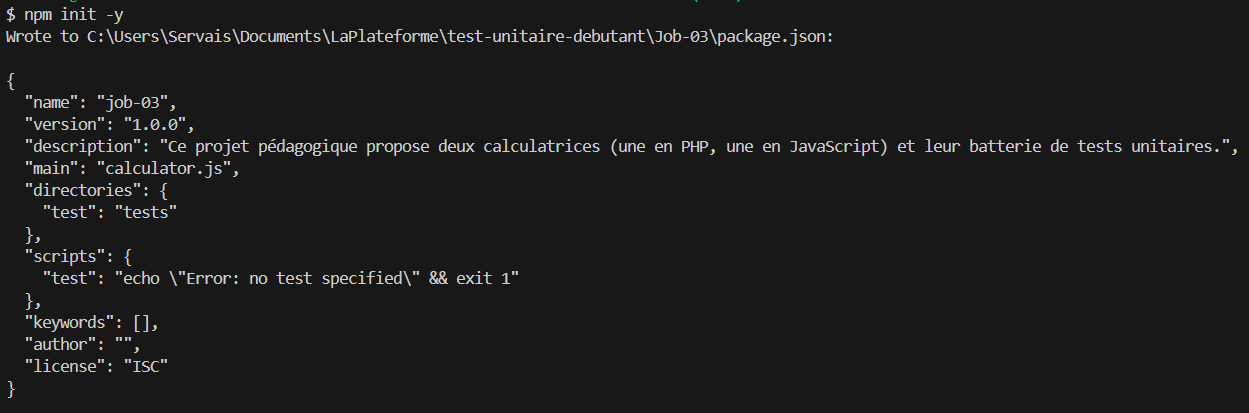 $ npm init -y
Wrote to C:\Users\Servais\Documents\LaPlateforme\test-unitaire-debutant\Job-03\package.json:
{
"name": "job-03",
"version": "1.0.0",
"description": "Ce projet pédagogique propose deux calculatrices (une en PHP, une en JavaScript) et leur batterie de tests unitaires.",
"main": "calculator.js",
"directories": {
"test": "tests"
},
"scripts": {
"test": "echo \"Error: no test specified\" && exit 1"
},
"keywords": [],
"author": "",
"license": "ISC"
}